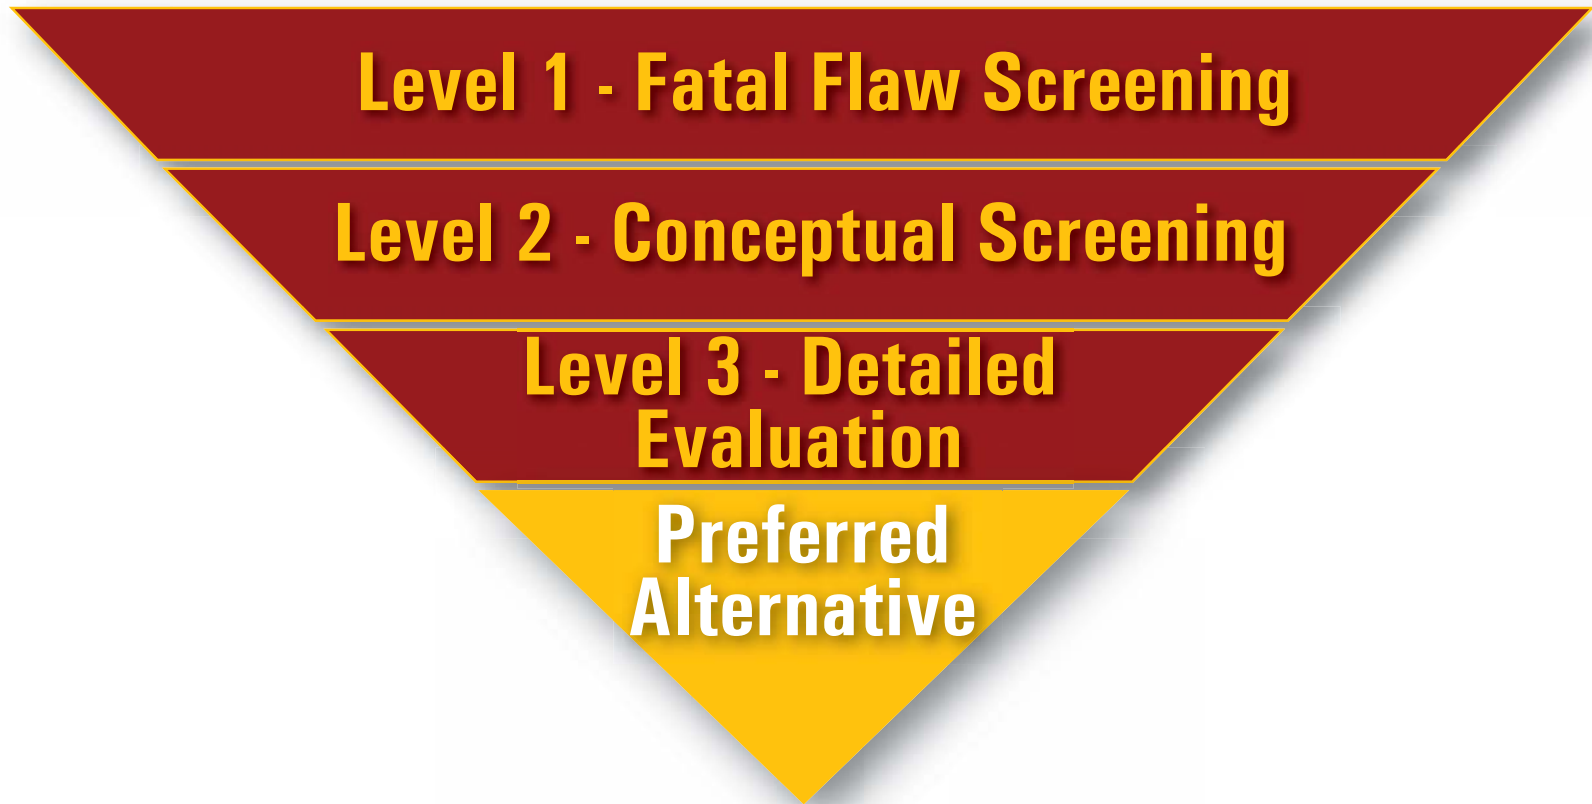 Level 1 - Fatal Flaw Screening
Level 2 - Conceptual Screening
Level 3 - Detailed
Evaluation
Preferred
Alternative